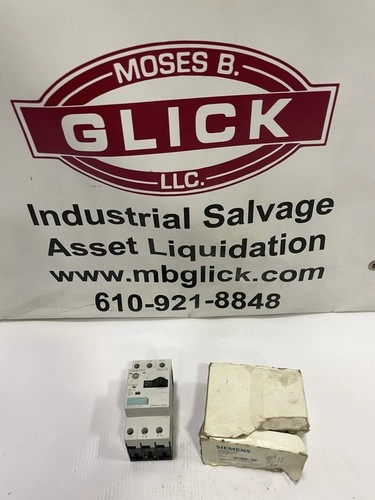 MOSES B.
GLICK
LLC.
Industrial Salvage
Asset Liquidation
www.mbglick.com
610-921-8848
SIEMENS